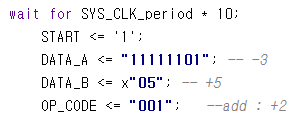 wait for SYS_CLK_period * 10;
START <= '1';
DATA_A <= "11111101"; -- -3
DATA_B <= x"05"; -- +5
OP_CODE <= "001"; --add : +2